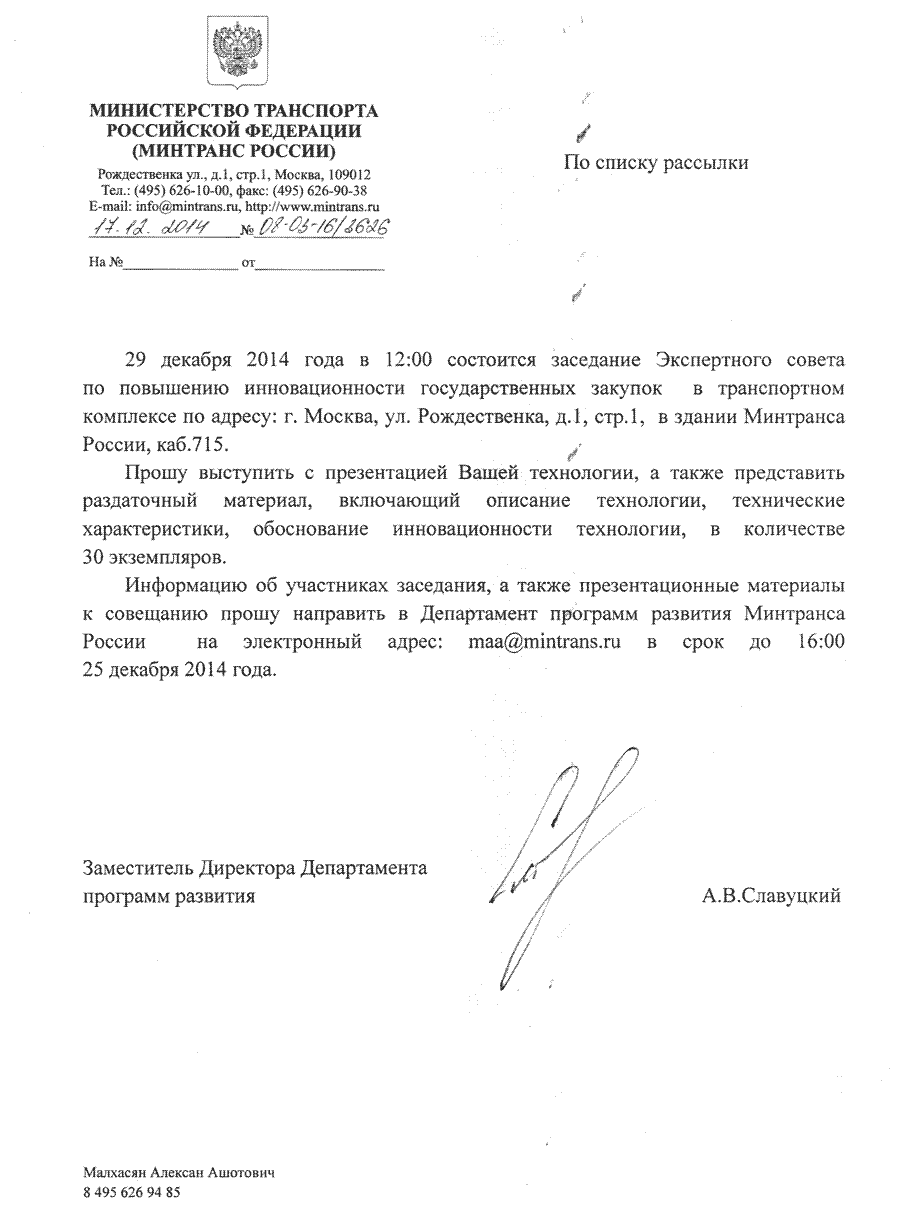 МИНИСТЕРСТВО ТРАНСПОРТА
РОССИЙСКОЙ ФЕДЕРАЦИИ
(МИНТРАНС РОССИИ)
Рождественка ул., д.1, стр.1, Москва, 109012
Тел.: (495) 626-10-00, факс: (495) 626-90-38
E-mail: info@mintrans.ru, http://www.mintrans.ru
17.12.2014 № 08-03-16/3626
На № от
По списку рассылки
29 декабря 2014 года в 12:00 состоится заседание Экспертного совета
по повышению инновационности государственных закупок в транспортном
комплексе по адресу: г. Москва, ул. Рождественка, д.1, стр.1, в здании Минтранса
России, каб.715.
Прошу выступить с презентацией Вашей технологии, а также представить
раздаточный материал, включающий описание технологии, технические
характеристики, обоснование инновационности технологии, в количестве
30 экземпляров.
Информацию об участниках заседания, а также презентационные материалы
к совещанию прошу направить в Департамент программ развития Минтранса
России на электронный адрес: maa@mintrans.ru в срок до 16:00
25 декабря 2014 года.
Заместитель Директора Департамента
программ развития
А.В.Славуцкий
Малхасян Алексан Ашотович
8 495 626 94 85